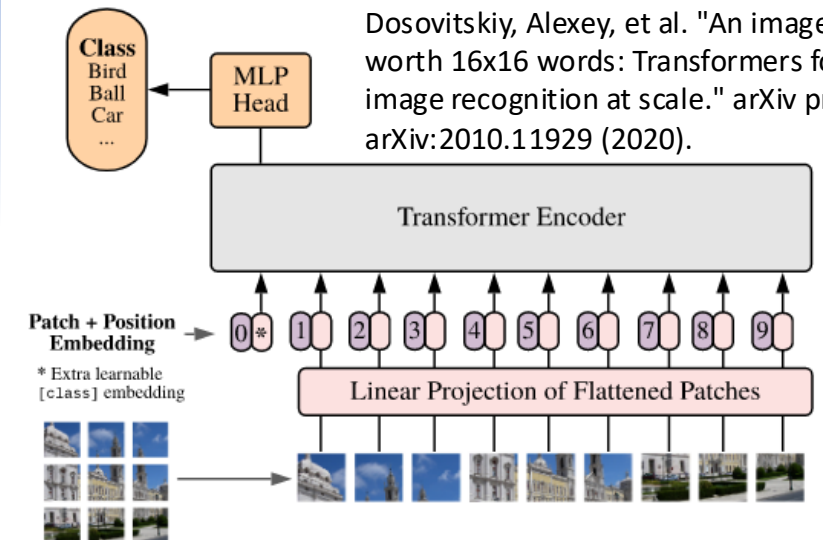 Dosovitskiy, Alexey, et al. "An image
worth 16x16 words: Transformers fo
image recognition at scale." arXiv p
arXiv:2010.11929 (2020).
Class
Bird
Ball
Car
...
MLP
Head
Transformer Encoder
Patch + Position
Embedding
* Extra learnable
[class] embedding
0 * 1 2 3 4 5 6 7 8 9
Linear Projection of Flattened Patches